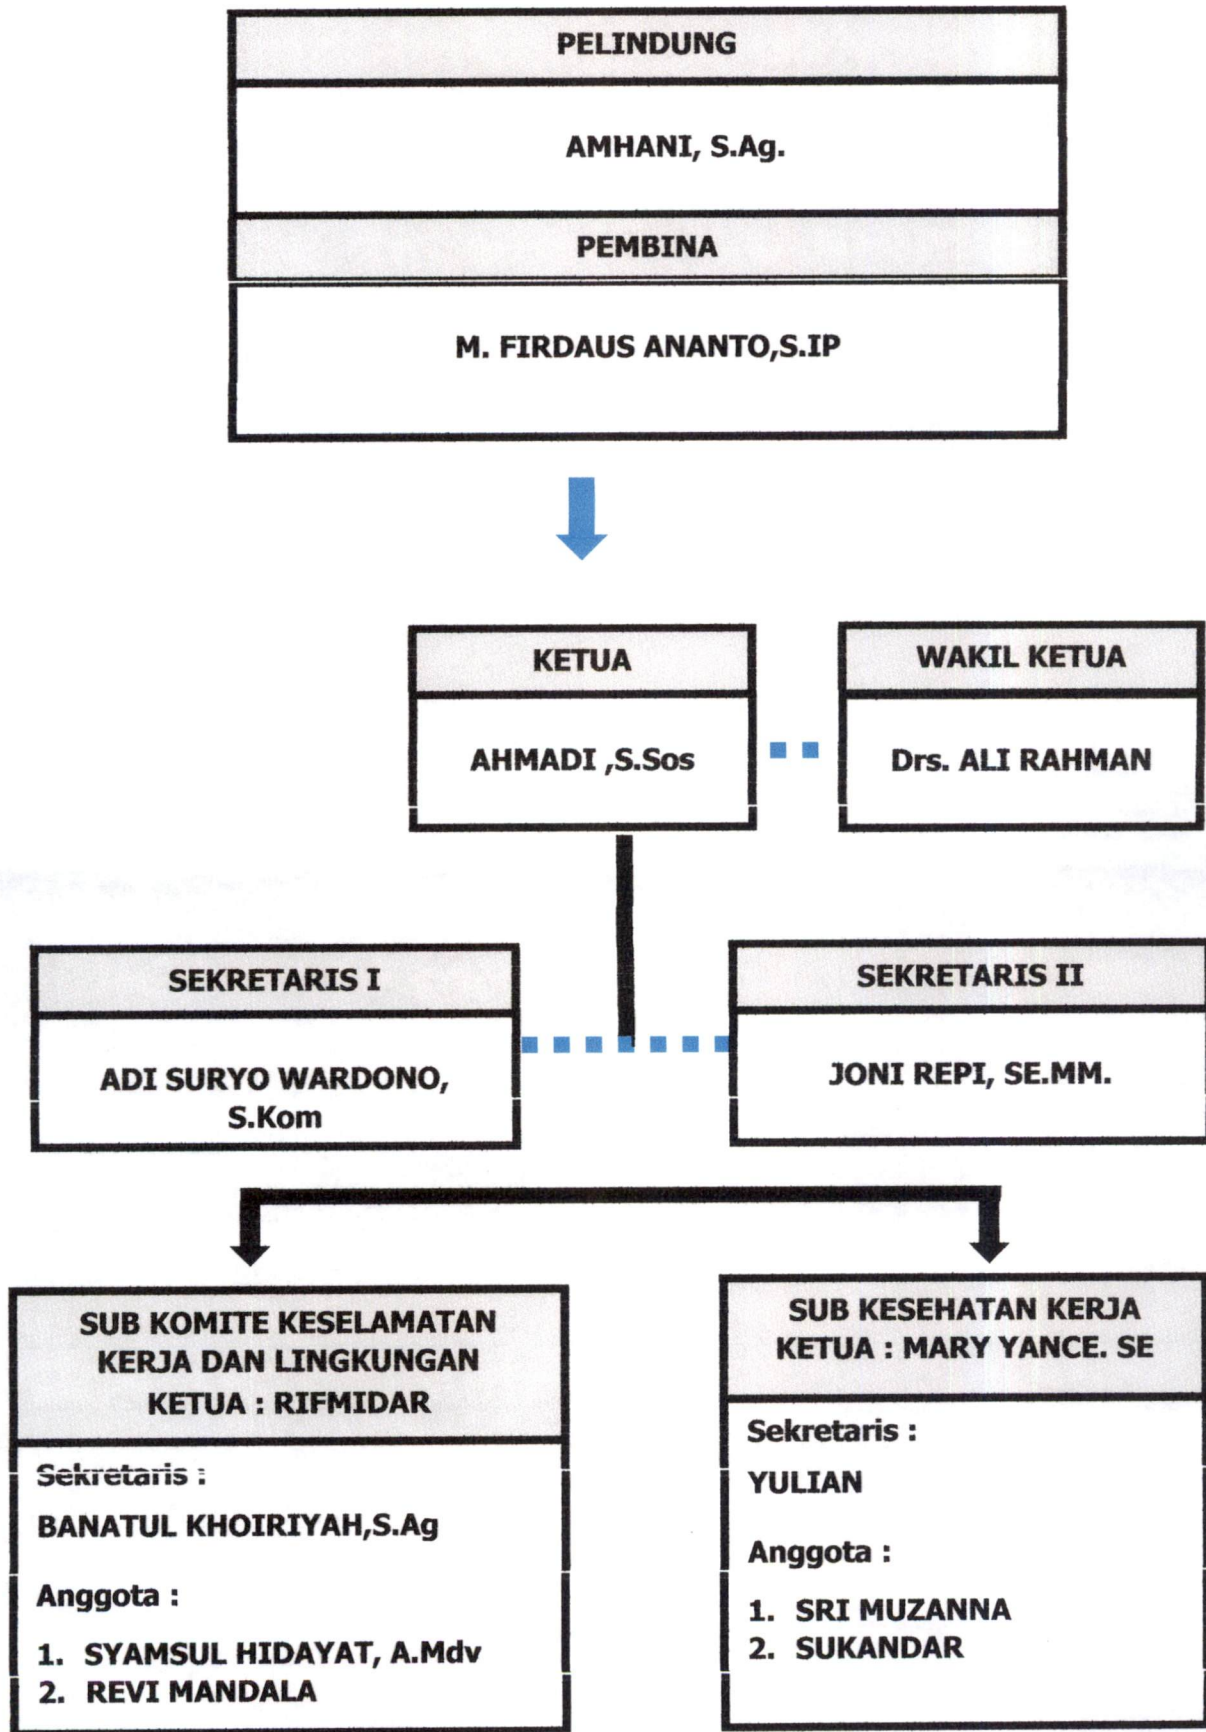 PELINDUNG
AMHANI, S.Ag.
PEMBINA
M. FIRDAUS ANANTO,S.IP
KETUA
AHMADI ,S.Sos
WAKIL KETUA
Drs. ALI RAHMAN
SEKRETARIS I
ADI SURYO WARDONO,
S.Kom
SEKRETARIS II
JONI REPI, SE.MM.
SUB KOMITE KESELAMATAN
KERJA DAN LINGKUNGAN
KETUA : RIFMIDAR
Sekretaris :
BANATUL KHOIRIYAH,S.Ag
Anggota :
1. SYAMSUL HIDAYAT, A.Mdv
2. REVI MANDALA
SUB KESEHATAN KERJA
KETUA : MARY YANCE. SE
Sekretaris :
YULIAN
Anggota :
1. SRI MUZANNA
2. SUKANDAR